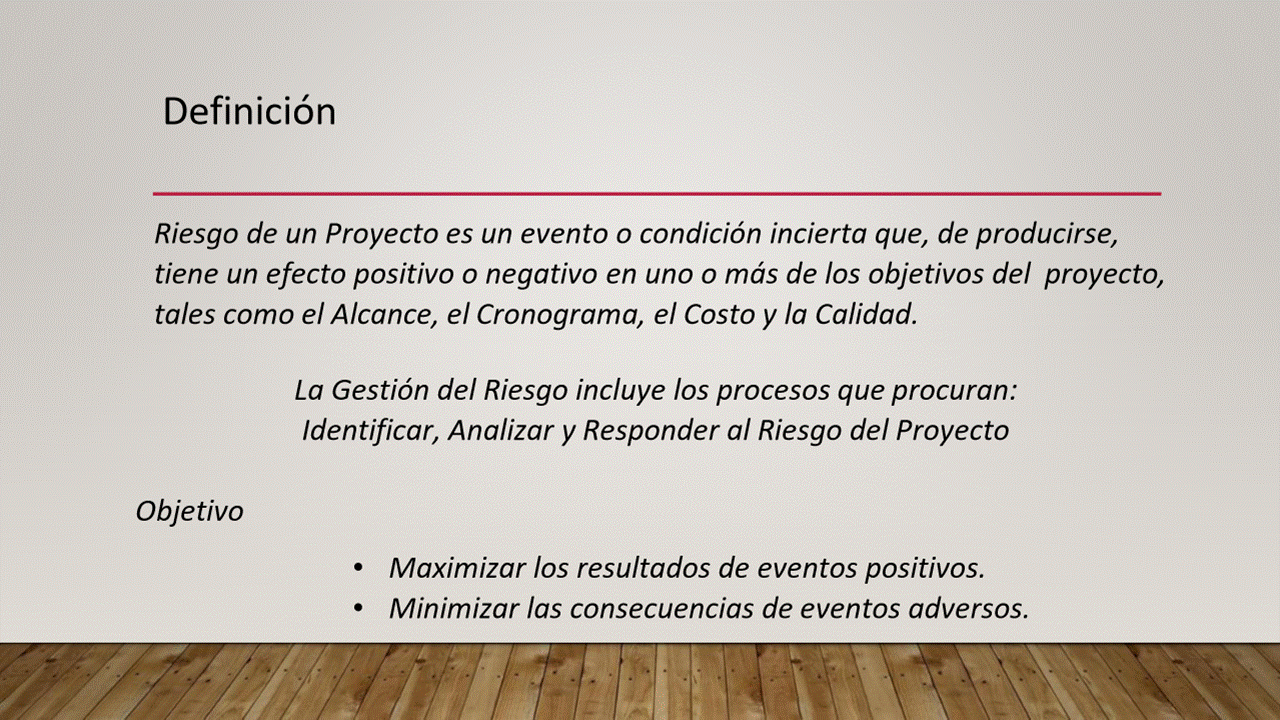 Definición
Riesgo de un Proyecto es un evento o condición incierta que, de producirse,
tiene un efecto positivo o negativo en uno o más de los objetivos del  proyecto,
tales como el Alcance, el Cronograma, el Costo y la Calidad.
La Gestión del Riesgo incluye los procesos que procuran:
Identificar, Analizar y Responder al Riesgo del Proyecto
Objetivo
• Maximizar los resultados de eventos positivos.
• Minimizar las consecuencias de eventos adversos.